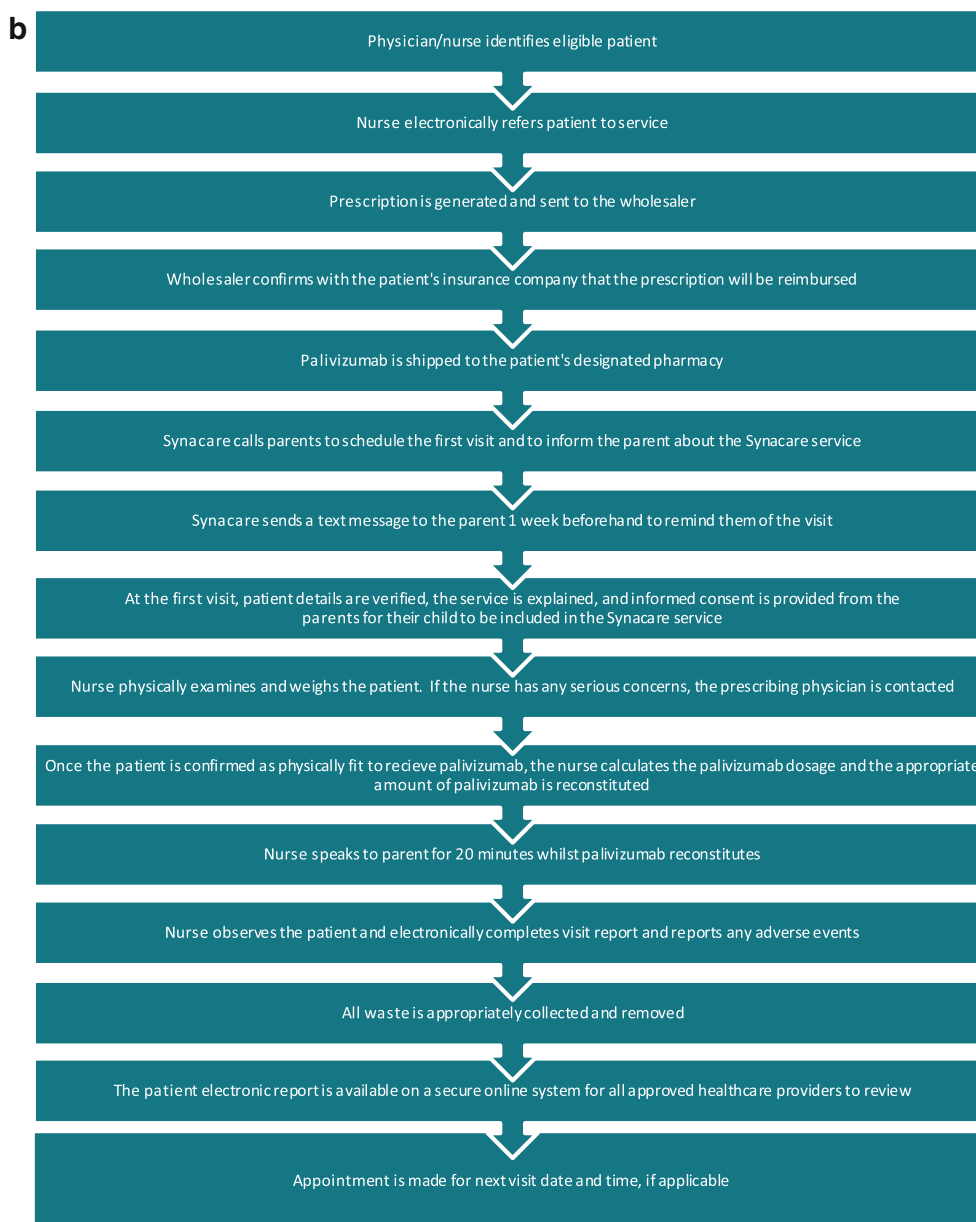 b
Physician/nurse identifies eligible patient
Nurse electronically refers patient to service
Prescription is generated and sent to the wholesaler
Wholesaler confirms with the patient's insurance company that the prescription will be reimbursed
Palivizumab is shipped to the patient's designated pharmacy
Synacare calls parents to schedule the first visit and to inform the parent about the Synacare service
Synacare sends a text message to the parent 1 week beforehand to remind them of the visit
At the first visit, patient details are verified, the service is explained, and informed consent is provided from the
parents for their child to be included in the Synacare service
Nurse physically examines and weighs the patient. If the nurse has any serious concerns, the prescribing physician is contacted
Once the patient is confirmed as physically fit to recieve palivizumab, the nurse calculates the palivizumab dosage and the appropriate
amount of palivizumab is reconstituted
Nurse speaks to parent for 20 minutes whilst palivizumab reconstitutes
Nurse observes the patient and electronically completes visit report and reports any adverse events
All waste is appropriately collected and removed
The patient electronic report is available on a secure online system for all approved healthcare providers to review
Appointment is made for next visit date and time, if applicable